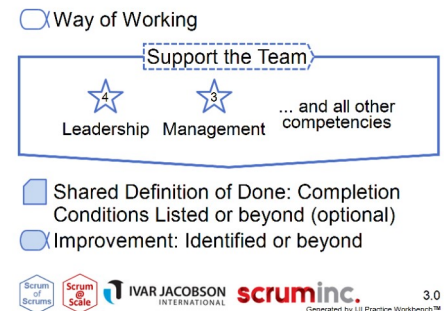 Way of Working
Support the Team
4 3
Leadership Management ... and all other
competencies
Shared Definition of Done: Completion
Conditions Listed or beyond (optional)
Improvement: Identified or beyond
Scrum of Scrums
Scrum @ Scale
IVAR JACOBSON
INTERNATIONAL
scruminc.
3.0
Generated by IJI Practice Workbench™